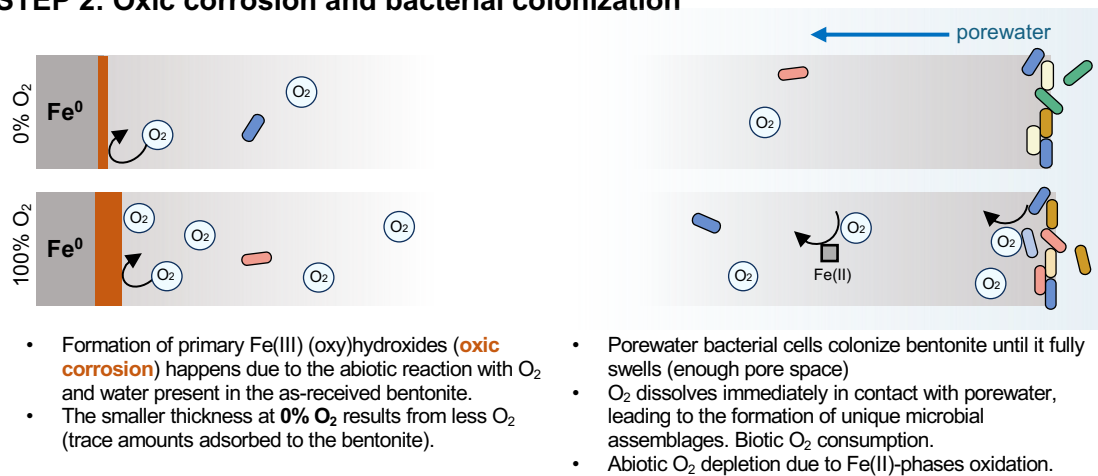 STEP 2: Oxic corrosion and bacterial colonization
porewater
0% O₂
Fe⁰
O₂
O₂
O₂
100% O₂
Fe⁰
O₂
O₂
O₂
O₂
O₂
O₂
O₂
O₂
O₂
Fe(II)
• Formation of primary Fe(III) (oxy)hydroxides (oxic
corrosion) happens due to the abiotic reaction with O₂
and water present in the as-received bentonite.
• The smaller thickness at 0% O₂ results from less O₂
(trace amounts adsorbed to the bentonite).
• Porewater bacterial cells colonize bentonite until it fully
swells (enough pore space)
• O₂ dissolves immediately in contact with porewater,
leading to the formation of unique microbial
assemblages. Biotic O₂ consumption.
• Abiotic O₂ depletion due to Fe(II)-phases oxidation.